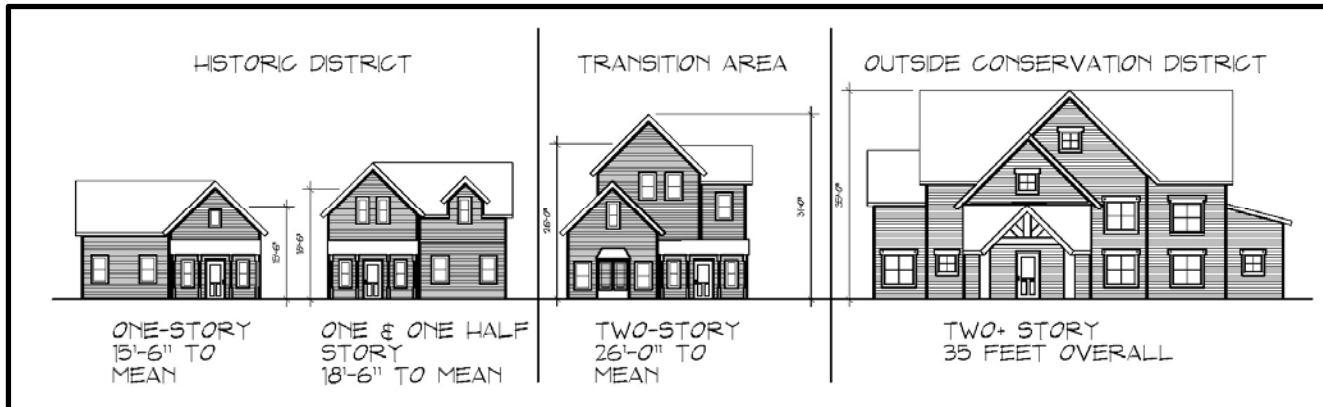 HISTORIC DISTRICT
TRANSITION AREA
OUTSIDE CONSERVATION DISTRICT
15'-6"
18'-6"
26'-0"
31'-0"
35'-0"
ONE-STORY
15'-6" TO
MEAN
ONE & ONE HALF
STORY
18'-6" TO MEAN
TWO-STORY
26'-0" TO
MEAN
TWO+ STORY
35 FEET OVERALL